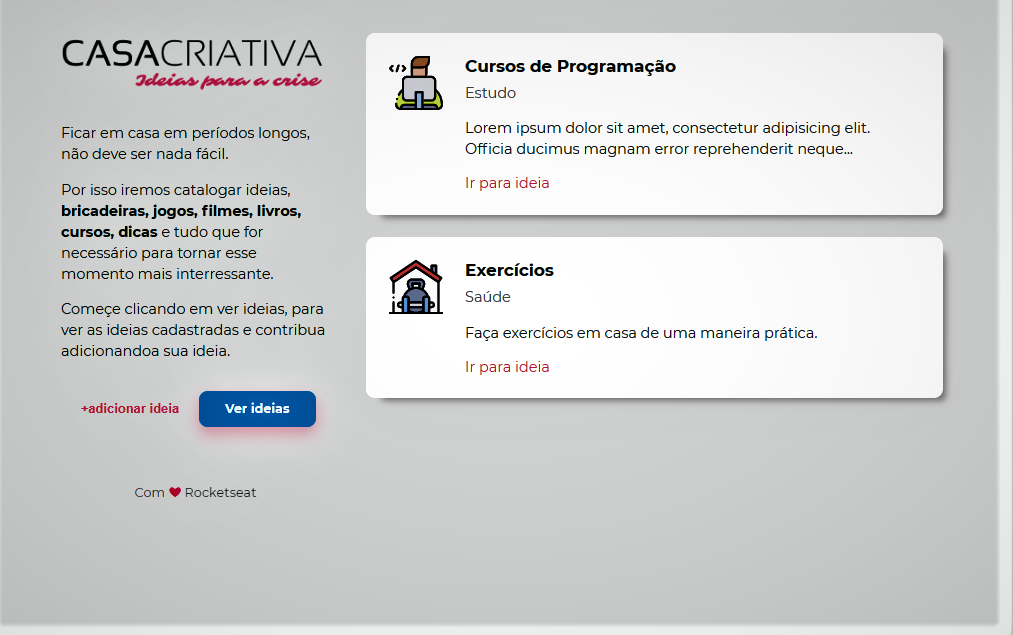 CASACRIATIVA
Ideias para a crise
Ficar em casa em períodos longos,
não deve ser nada fácil.
Por isso iremos catalogar ideias,
bricadeiras, jogos, filmes, livros,
cursos, dicas e tudo que for
necessário para tornar esse
momento mais interressante.
Começe clicando em ver ideias, para
ver as ideias cadastradas e contribua
adicionandoa sua ideia.
+adicionar ideia
Ver ideias
Com ❤ Rocketseat
</>
Cursos de Programação
Estudo
Lorem ipsum dolor sit amet, consectetur adipisicing elit.
Officia ducimus magnam error reprehenderit neque...
Ir para ideia
Exercícios
Saúde
Faça exercícios em casa de uma maneira prática.
Ir para ideia